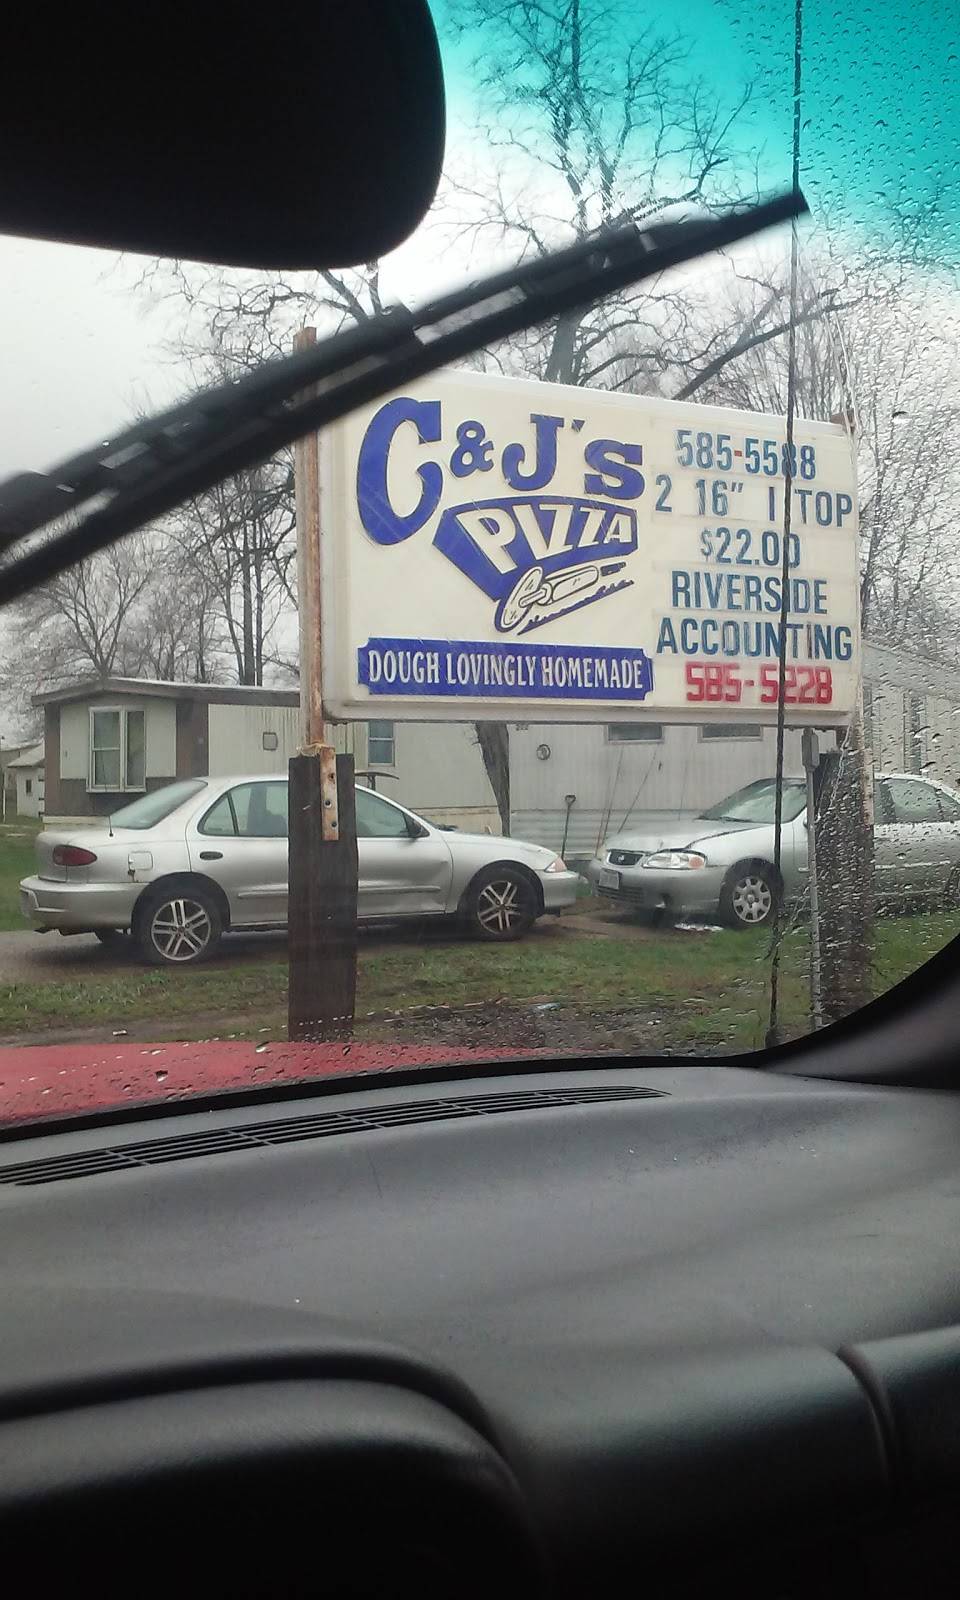 C & J's
PIZZA
DOUGH LOVINGLY HOMEMADE
585-5588
2 16" 1 TOP
$22.00
RIVERSIDE
ACCOUNTING
585-5228